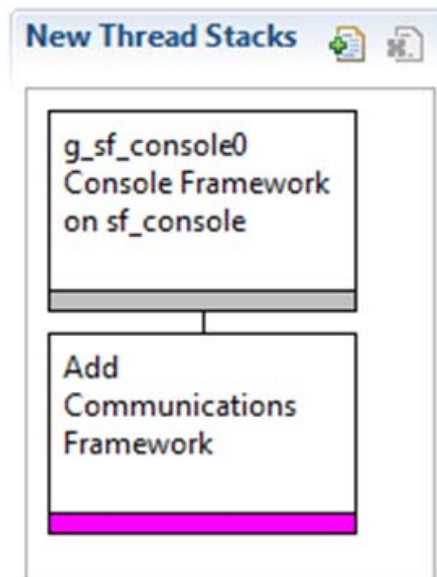 New Thread Stacks
g_sf_console0
Console Framework
on sf_console
Add
Communications
Framework